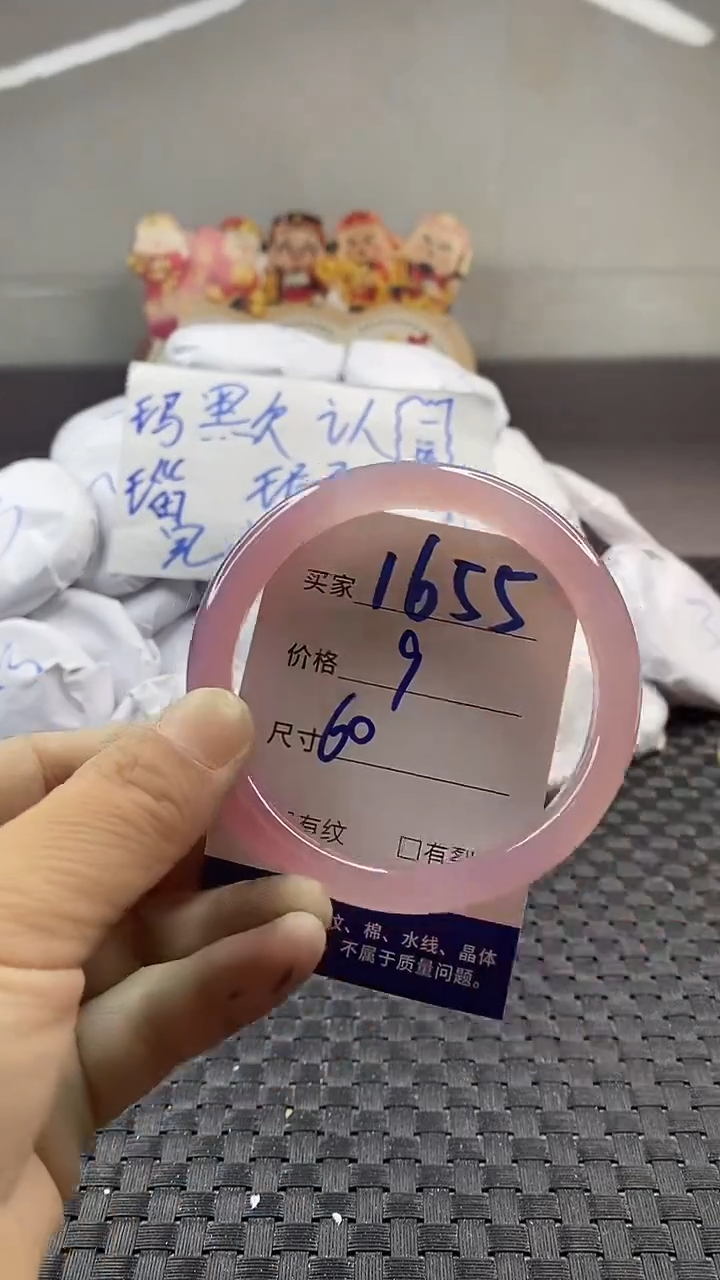 玛 默认 一
瑙
买家 1655
价格 9
尺寸 60
有纹 □有裂
纹、棉、水线、晶体
不属于质量问题。